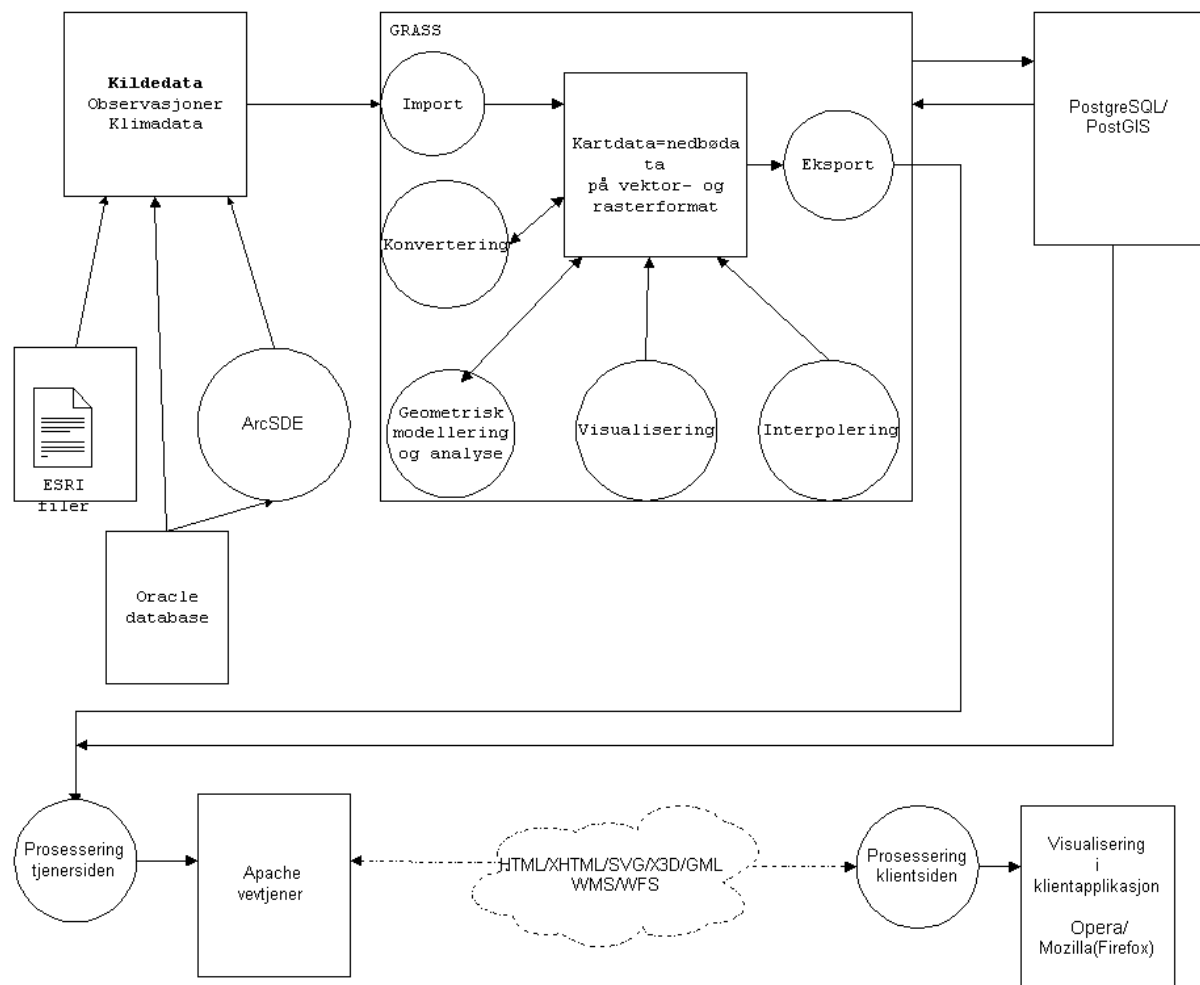 GRASS
Kildedata
Observasjoner
Klimadata
Import
Kartdata=nedbøda
ta
på vektor- og
rasterformat
Eksport
PostgreSQL/
PostGIS
Konvertering
ESRI
filer
ArcSDE
Geometrisk
modellering
og analyse
Visualisering
Interpolering
Oracle
database
Prosessering
tjenersiden
Apache
vevtjener
HTML/XHTML/SVG/X3D/GML
WMS/WFS
Prosessering
klientsiden
Visualisering
i
klientapplikasjon
Opera/
Mozilla(Firefox)